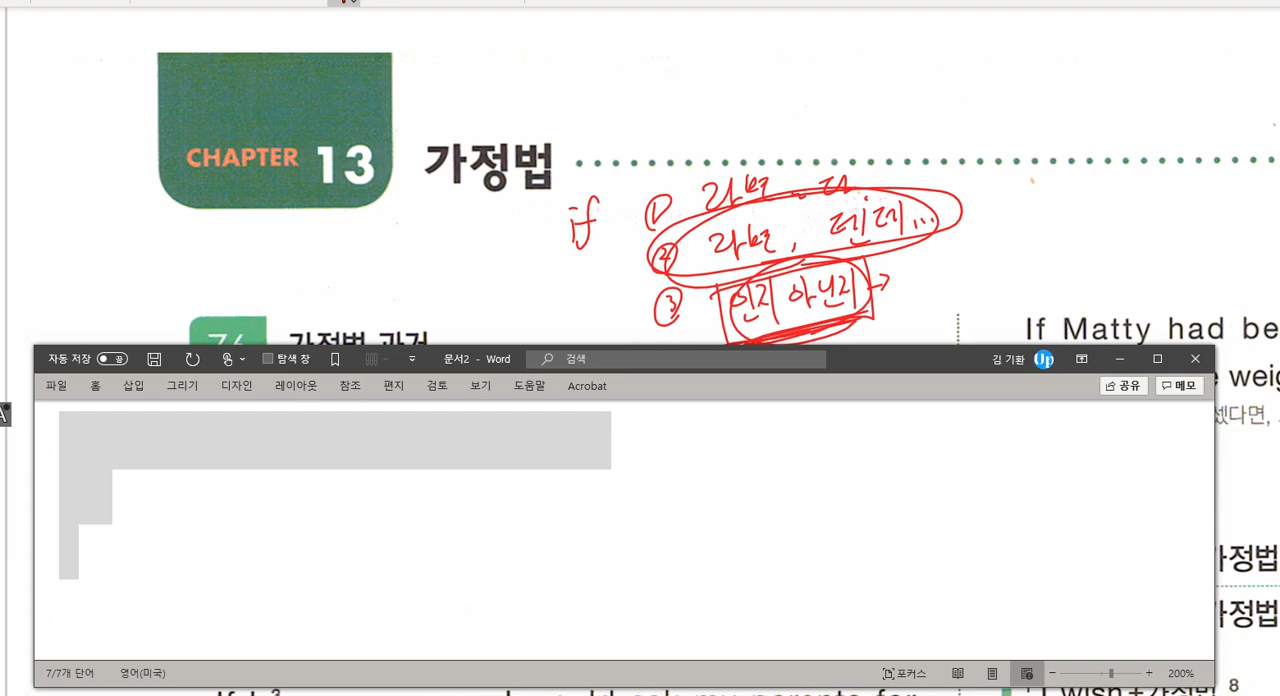 CHAPTER 13 가정법
if ① 라면, 다
② 라면, 텐데...
③ 인지 아닌지 →
76 가정법 과거
If Matty had be
자동 저장 끔 탐색 창 문서2 - Word 검색 김 기환 Up
weig
파일 홈 삽입 그리기 디자인 레이아웃 참조 편지 검토 보기 도움말 Acrobat 공유 메모
A
셌다면,
가정법
가정법
7/7개 단어 영어(미국) 포커스 200%
I wish+가정법 8